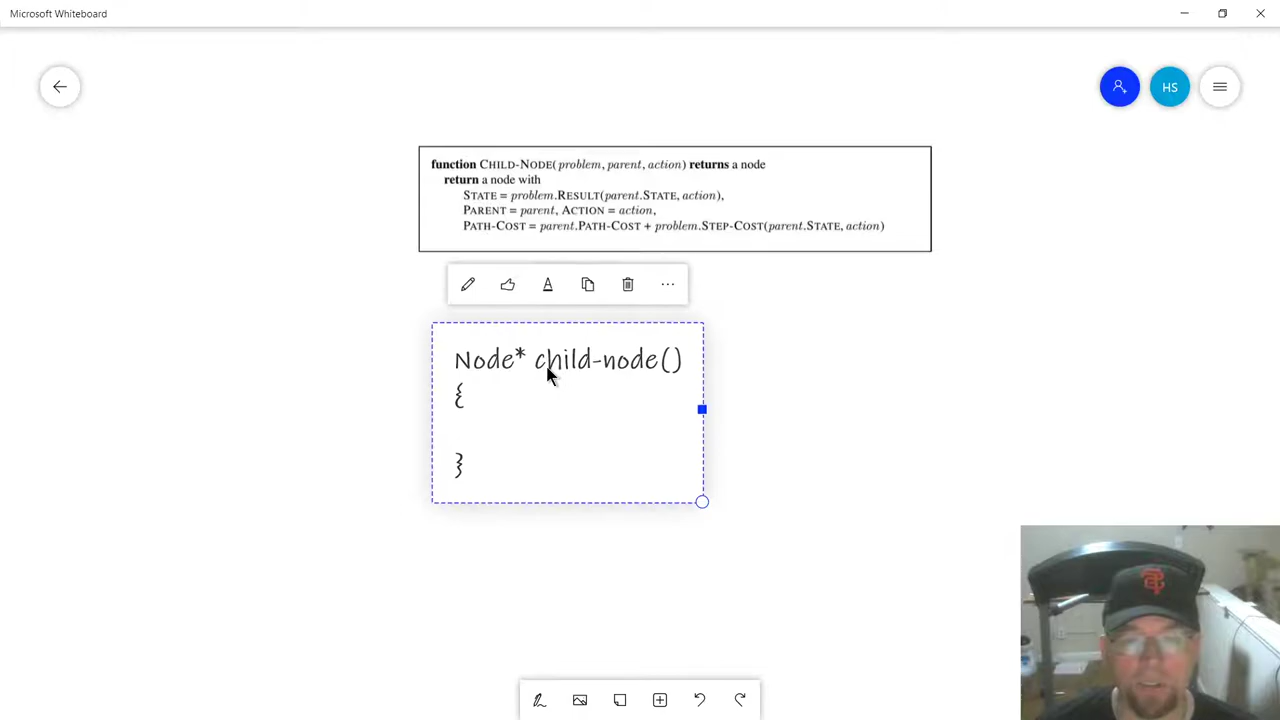 Microsoft Whiteboard
HS
function CHILD-NODE(problem, parent, action) returns a node
return a node with
STATE = problem.RESULT(parent.STATE, action),
PARENT = parent, ACTION = action,
PATH-COST = parent.PATH-COST + problem.STEP-COST(parent.STATE, action)
Node* child-node()
{
}